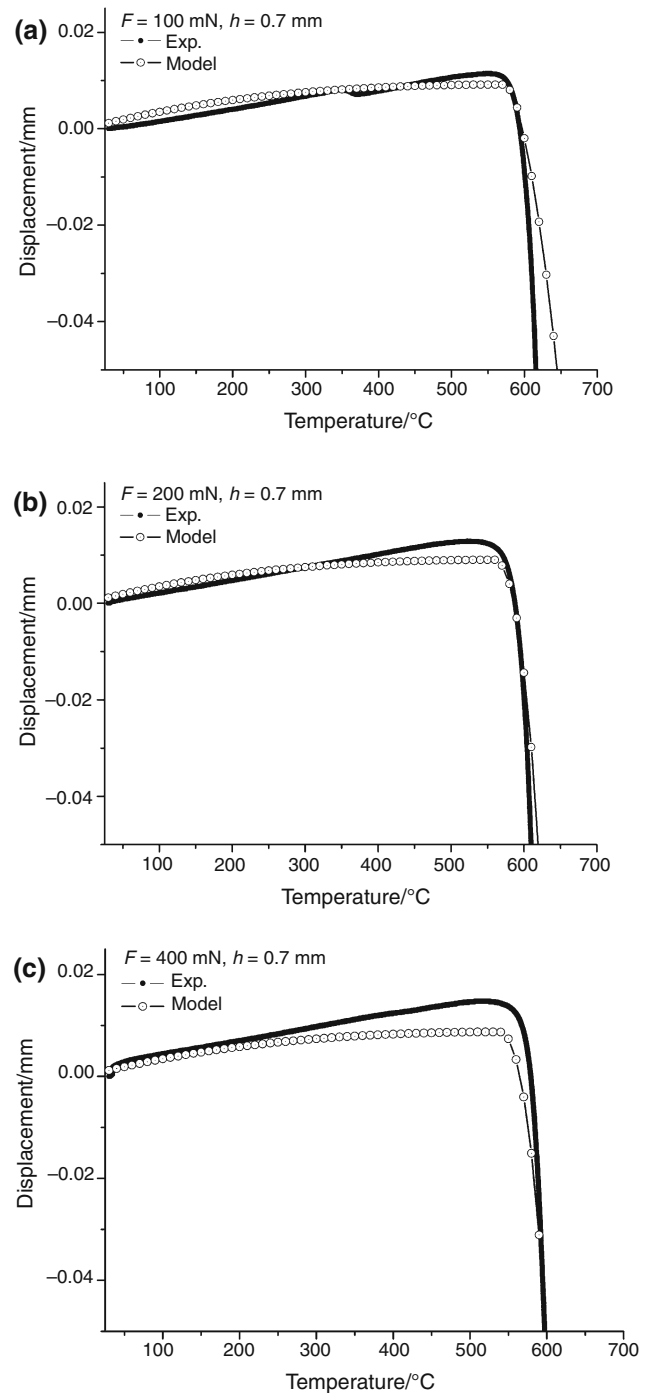 (a)
F = 100 mN, h = 0.7 mm
Exp.
Model
0.02
0.00
−0.02
−0.04
Displacement/mm
100 200 300 400 500 600 700
Temperature/°C
(b)
F = 200 mN, h = 0.7 mm
Exp.
Model
0.02
0.00
−0.02
−0.04
Displacement/mm
100 200 300 400 500 600 700
Temperature/°C
(c)
F = 400 mN, h = 0.7 mm
Exp.
Model
0.02
0.00
−0.02
−0.04
Displacement/mm
100 200 300 400 500 600 700
Temperature/°C